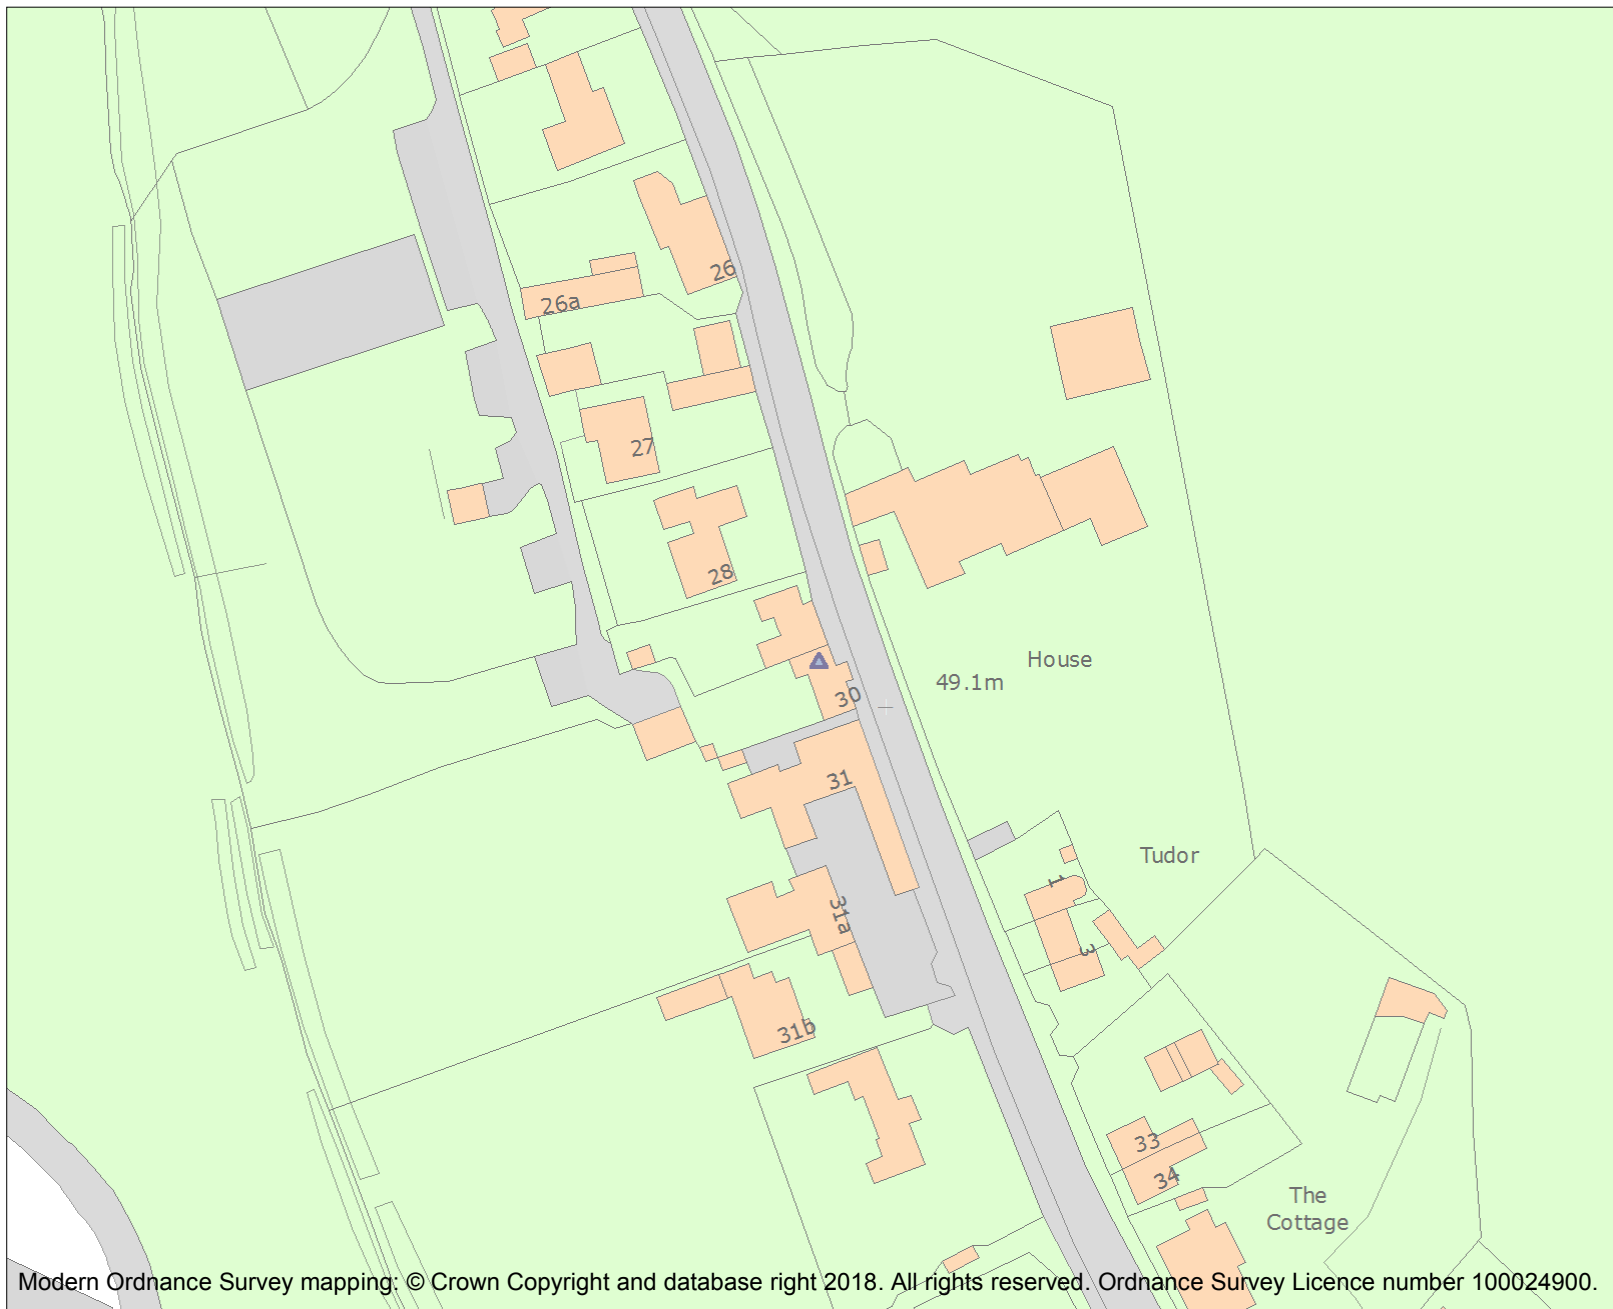 26
26a
27
28
House
49.1m
30
31
Tudor
1
31a
3
31b
33
34
The
Cottage
Modern Ordnance Survey mapping: © Crown Copyright and database right 2018. All rights reserved. Ordnance Survey Licence number 100024900.